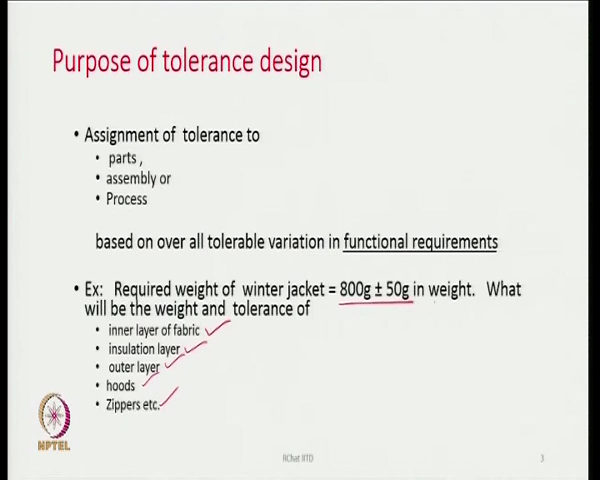 Purpose of tolerance design
• Assignment of tolerance to
• parts ,
• assembly or
• Process
based on over all tolerable variation in functional requirements
• Ex: Required weight of winter jacket = 800g ± 50g in weight. What
will be the weight and tolerance of
• inner layer of fabric
• insulation layer
• outer layer
• hoods
• Zippers etc.
NPTEL
RChat IITD
3